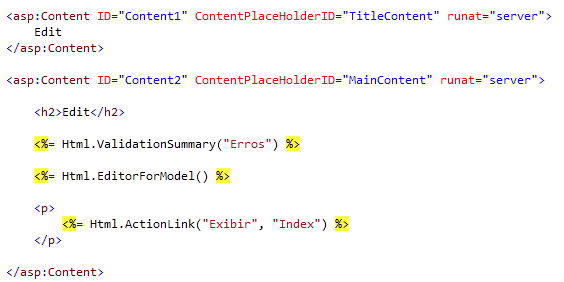 <asp:Content ID="Content1" ContentPlaceHolderID="TitleContent" runat="server">
    Edit
</asp:Content>
<asp:Content ID="Content2" ContentPlaceHolderID="MainContent" runat="server">
    <h2>Edit</h2>
    <%= Html.ValidationSummary("Erros") %>
    <%= Html.EditorForModel() %>
    <p>
        <%= Html.ActionLink("Exibir", "Index") %>
    </p>
</asp:Content>